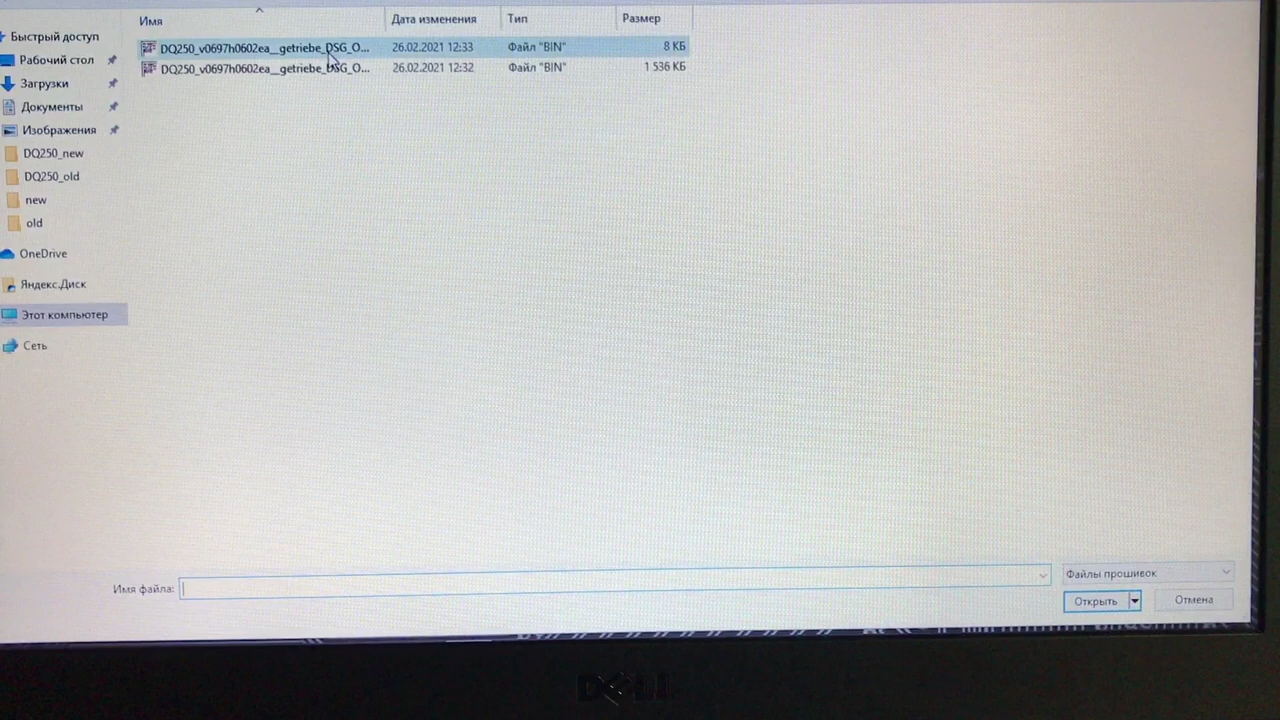 Имя
Дата изменения
Тип
Размер
DQ250_v0697h0602ea__getriebe_DSG_O...
26.02.2021 12:33
Файл "BIN"
8 КБ
DQ250_v0697h0602ea__getriebe_DSG_O...
26.02.2021 12:32
Файл "BIN"
1 536 КБ
Быстрый доступ
Рабочий стол
Загрузки
Документы
Изображения
DQ250_new
DQ250_old
new
old
OneDrive
Яндекс.Диск
Этот компьютер
Сеть
Имя файла:
Файлы прошивок
Открыть
Отмена
DELL